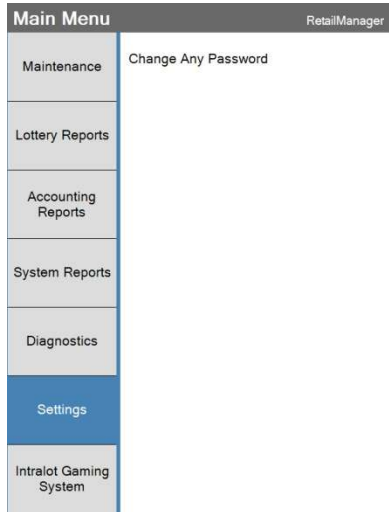 Main Menu
RetailManager
Maintenance
Change Any Password
Lottery Reports
Accounting
Reports
System Reports
Diagnostics
Settings
Intralot Gaming
System